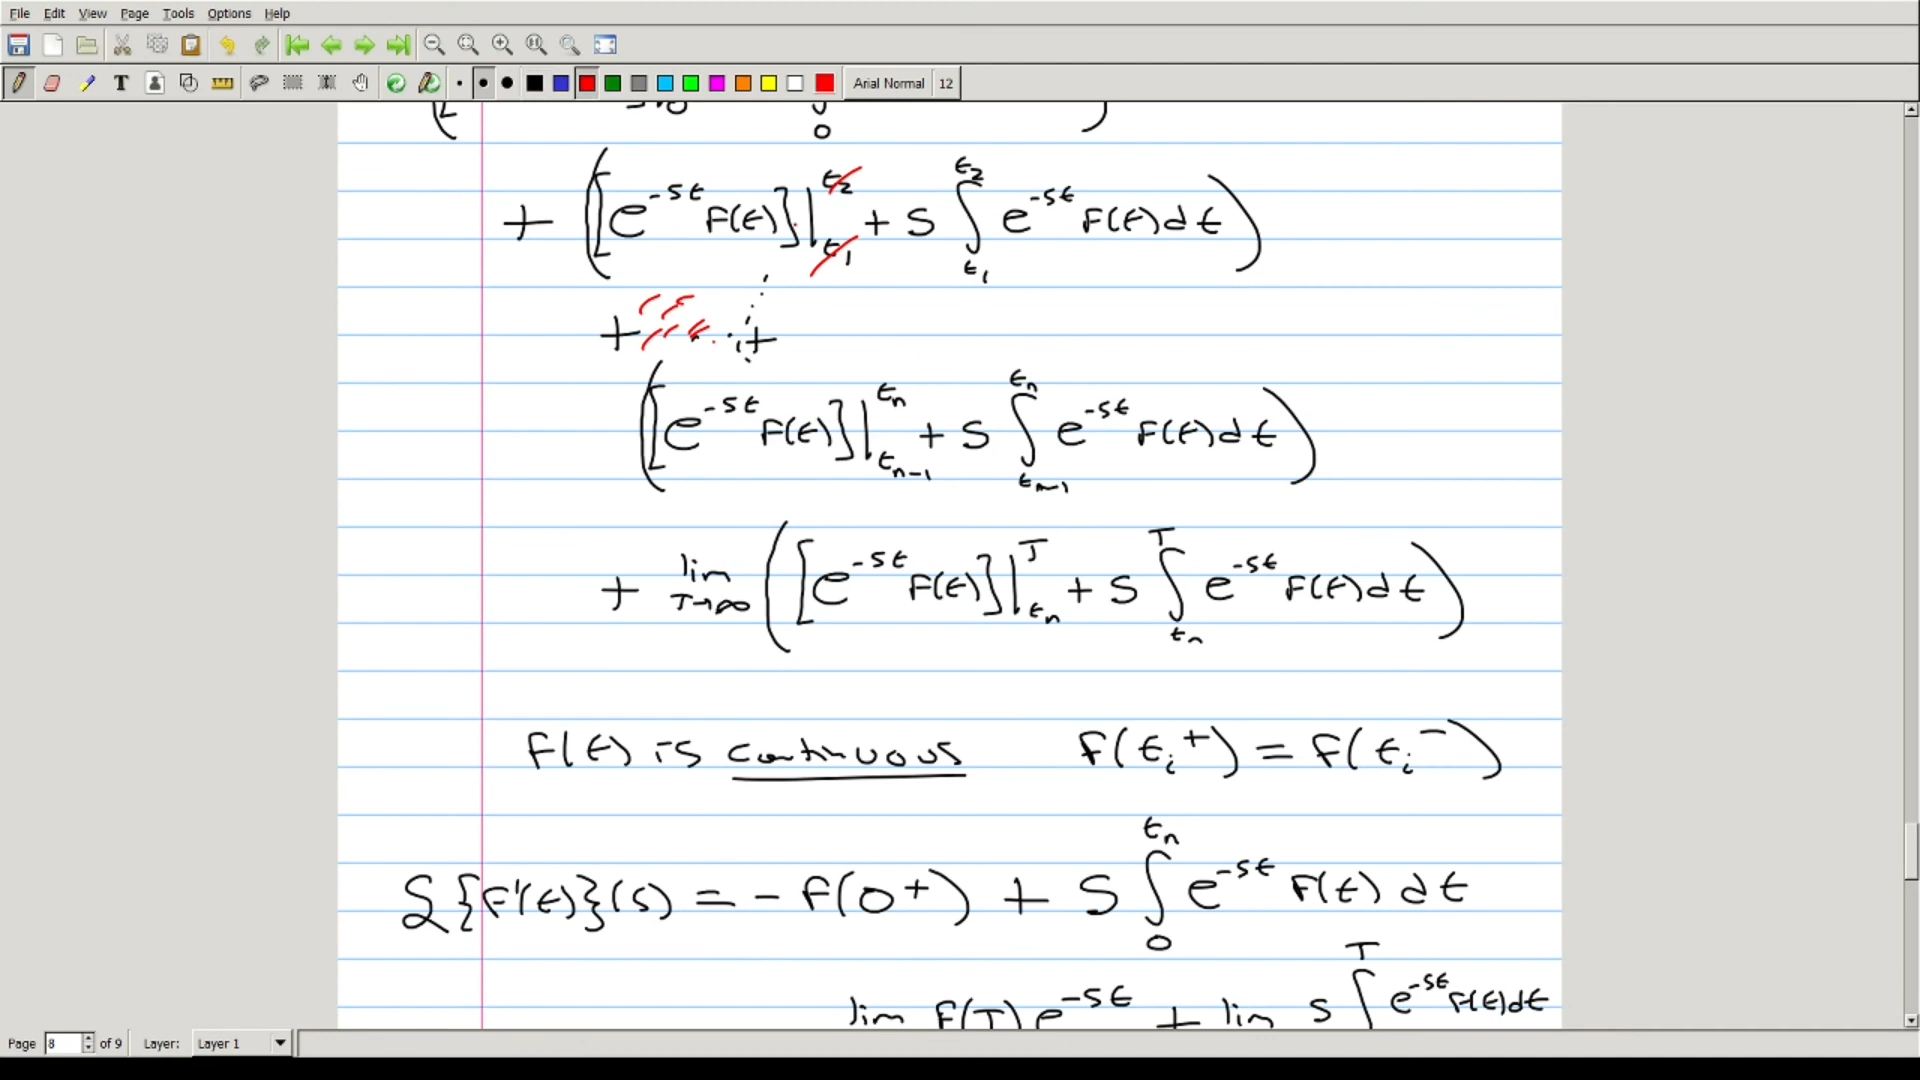 File Edit View Page Tools Options Help
T Arial Normal 12
0
+ ([e^{-st} F(t)]|_{t_1}^{t_2} + s ∫_{t_1}^{t_2} e^{-st} F(t) dt)
+ ... +
([e^{-st} F(t)]|_{t_{n-1}}^{t_n} + s ∫_{t_{n-1}}^{t_n} e^{-st} F(t) dt)
+ lim_{T→∞} ([e^{-st} F(t)]|_{t_n}^{T} + s ∫_{t_n}^{T} e^{-st} F(t) dt)
F(t) is continuous F(t_i^+) = F(t_i^-)
ℒ{F'(t)}(s) = - F(0^+) + s ∫_0^{t_n} e^{-st} F(t) dt
lim F(T) e^{-st} + lim s ∫^T e^{-st} F(t) dt
Page 8 of 9 Layer: Layer 1